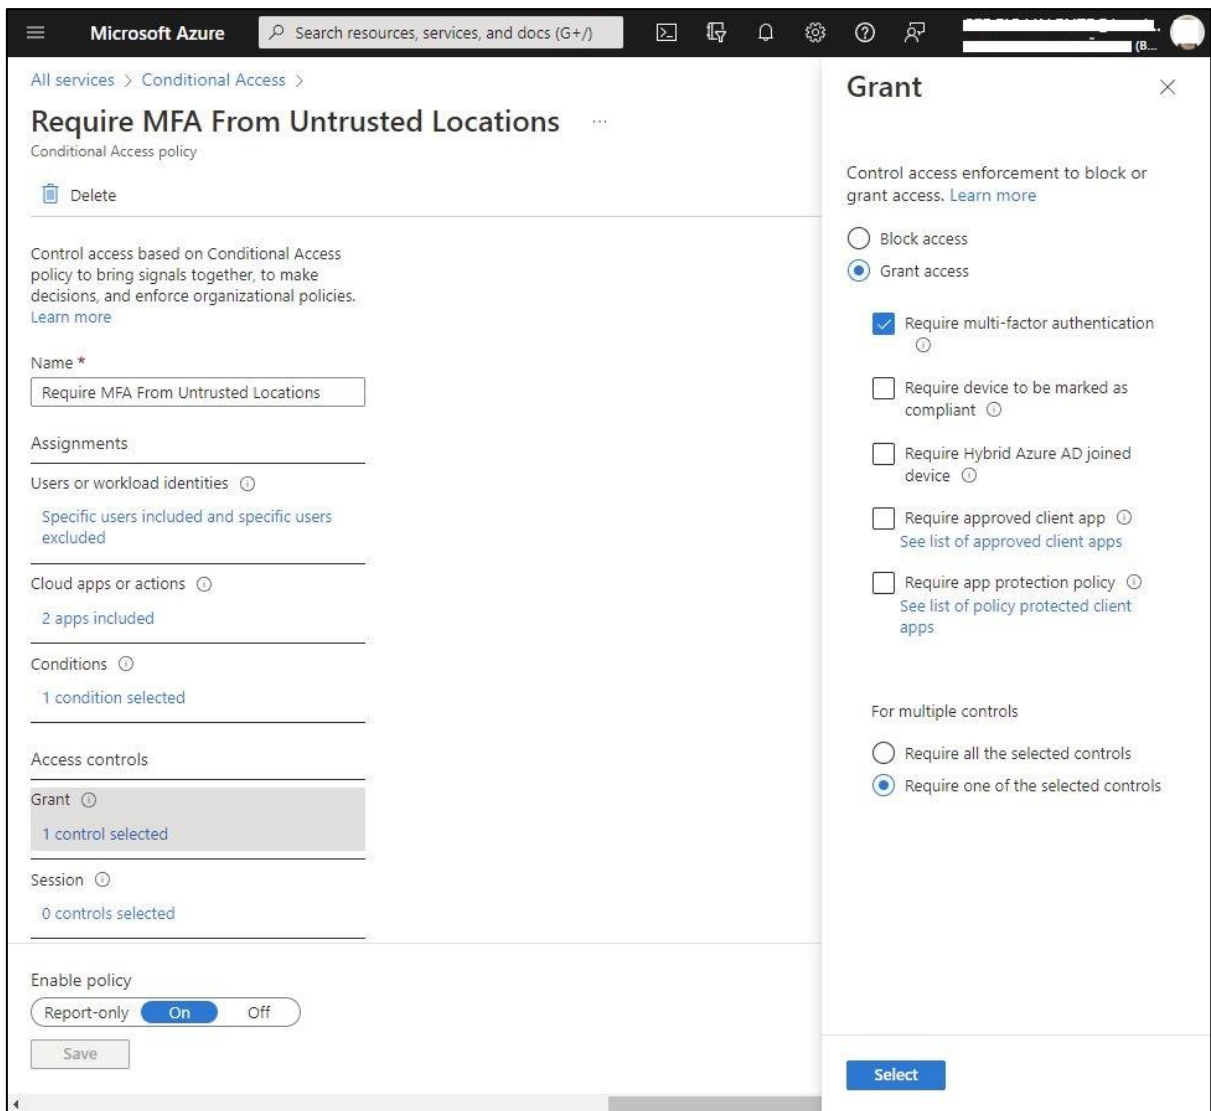 Microsoft Azure
Search resources, services, and docs (G+/)
(B...
All services > Conditional Access >
Require MFA From Untrusted Locations ...
Conditional Access policy
Delete
Control access based on Conditional Access
policy to bring signals together, to make
decisions, and enforce organizational policies.
Learn more
Name *
Require MFA From Untrusted Locations
Assignments
Users or workload identities
Specific users included and specific users
excluded
Cloud apps or actions
2 apps included
Conditions
1 condition selected
Access controls
Grant
1 control selected
Session
0 controls selected
Enable policy
Report-only On Off
Save
Grant
Control access enforcement to block or
grant access. Learn more
Block access
Grant access
Require multi-factor authentication
Require device to be marked as
compliant
Require Hybrid Azure AD joined
device
Require approved client app
See list of approved client apps
Require app protection policy
See list of policy protected client
apps
For multiple controls
Require all the selected controls
Require one of the selected controls
Select